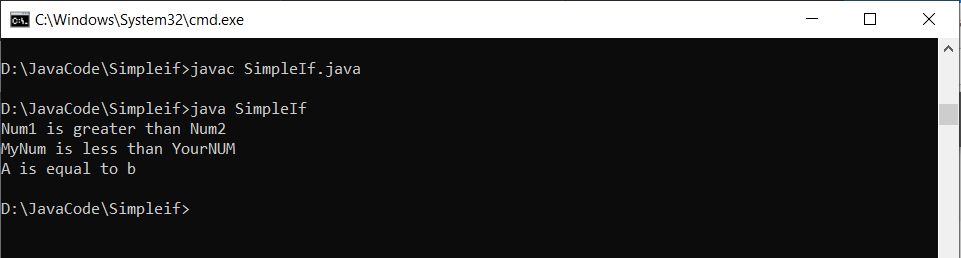 C:\Windows\System32\cmd.exe
D:\JavaCode\Simpleif>javac SimpleIf.java
D:\JavaCode\Simpleif>java SimpleIf
Num1 is greater than Num2
MyNum is less than YourNUM
A is equal to b
D:\JavaCode\Simpleif>